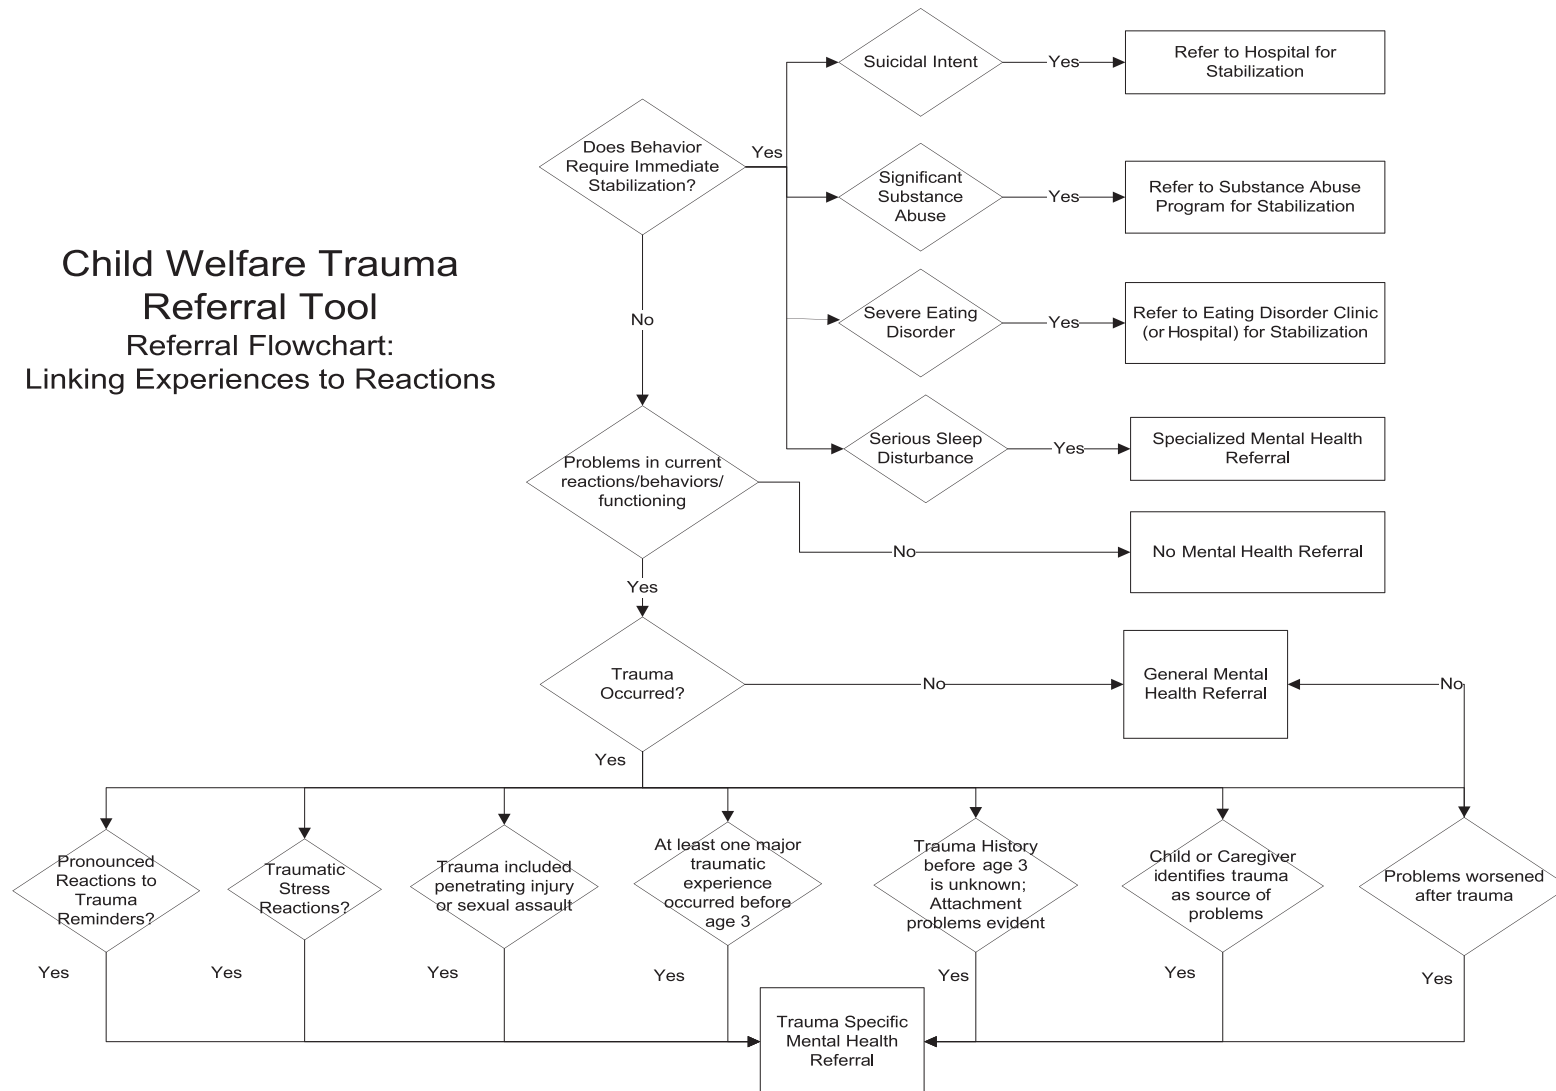 Child Welfare Trauma
Referral Tool
Referral Flowchart:
Linking Experiences to Reactions
Does Behavior
Require Immediate
Stabilization?
Yes
Suicidal Intent
Yes
Refer to Hospital for
Stabilization
Significant
Substance
Abuse
Yes
Refer to Substance Abuse
Program for Stabilization
Severe Eating
Disorder
Yes
Refer to Eating Disorder Clinic
(or Hospital) for Stabilization
Serious Sleep
Disturbance
Yes
Specialized Mental Health
Referral
No
Problems in current
reactions/behaviors/
functioning
No
No Mental Health Referral
Yes
Trauma
Occurred?
No
General Mental
Health Referral
No
Yes
Pronounced
Reactions to
Trauma
Reminders?
Traumatic
Stress
Reactions?
Trauma included
penetrating injury
or sexual assault
At least one major
traumatic
experience
occurred before
age 3
Trauma History
before age 3
is unknown;
Attachment
problems evident
Child or Caregiver
identifies trauma
as source of
problems
Problems worsened
after trauma
Yes
Yes
Yes
Yes
Yes
Yes
Yes
Trauma Specific
Mental Health
Referral